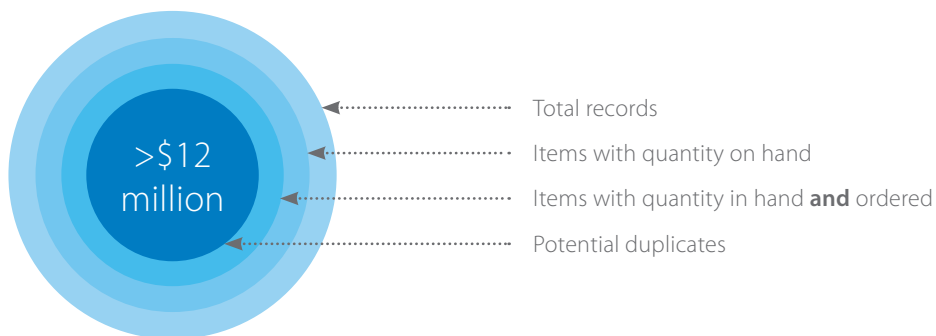 >$12
million
Total records
Items with quantity on hand
Items with quantity in hand and ordered
Potential duplicates